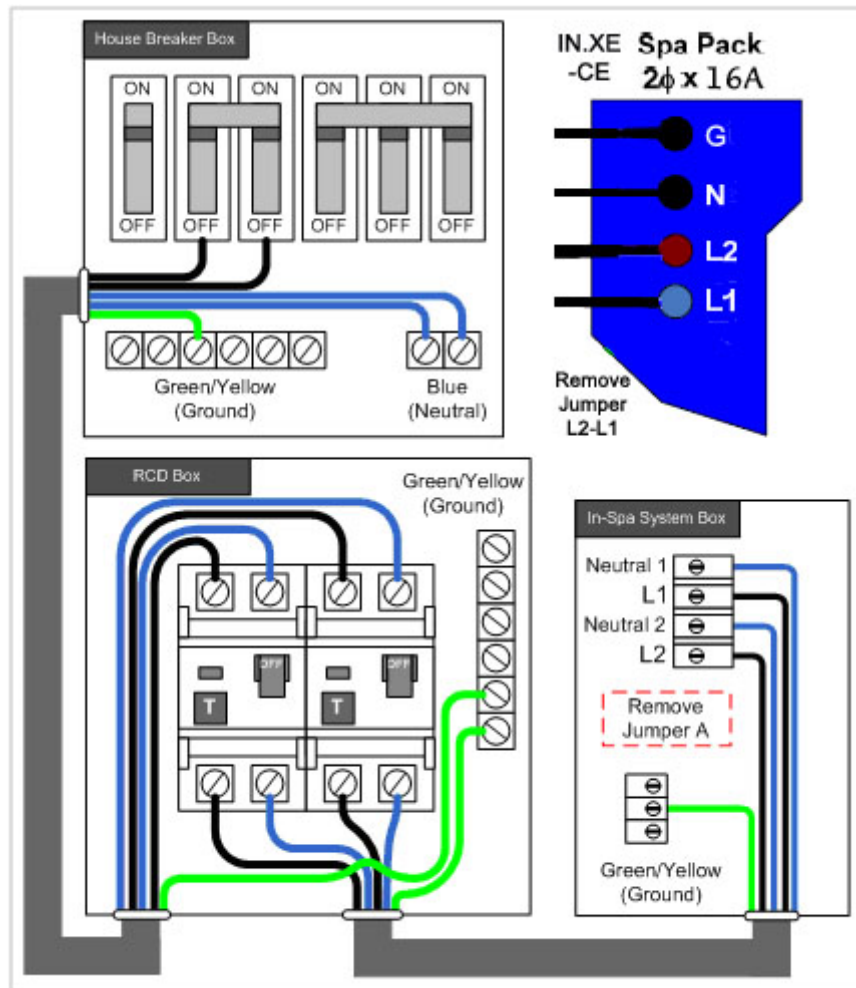 House Breaker Box
ON
ON ON
ON ON ON
OFF
OFF OFF
OFF OFF OFF
Green/Yellow
(Ground)
Blue
(Neutral)
IN.XE
-CE
Spa Pack
2ϕ x 16A
G
N
L2
L1
Remove
Jumper
L2-L1
RCD Box
Green/Yellow
(Ground)
OFF
T
OFF
T
In-Spa System Box
Neutral 1
L1
Neutral 2
L2
Remove
Jumper A
Green/Yellow
(Ground)